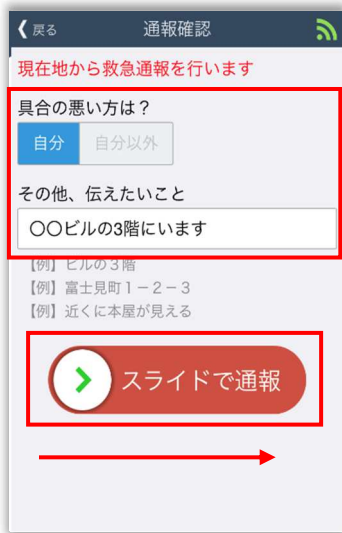 戻る 通報確認
現在地から救急通報を行います
具合の悪い方は？
自分 自分以外
その他、伝えたいこと
〇〇ビルの3階にいます
【例】ビルの３階
【例】富士見町１－２－３
【例】近くに本屋が見える
スライドで通報